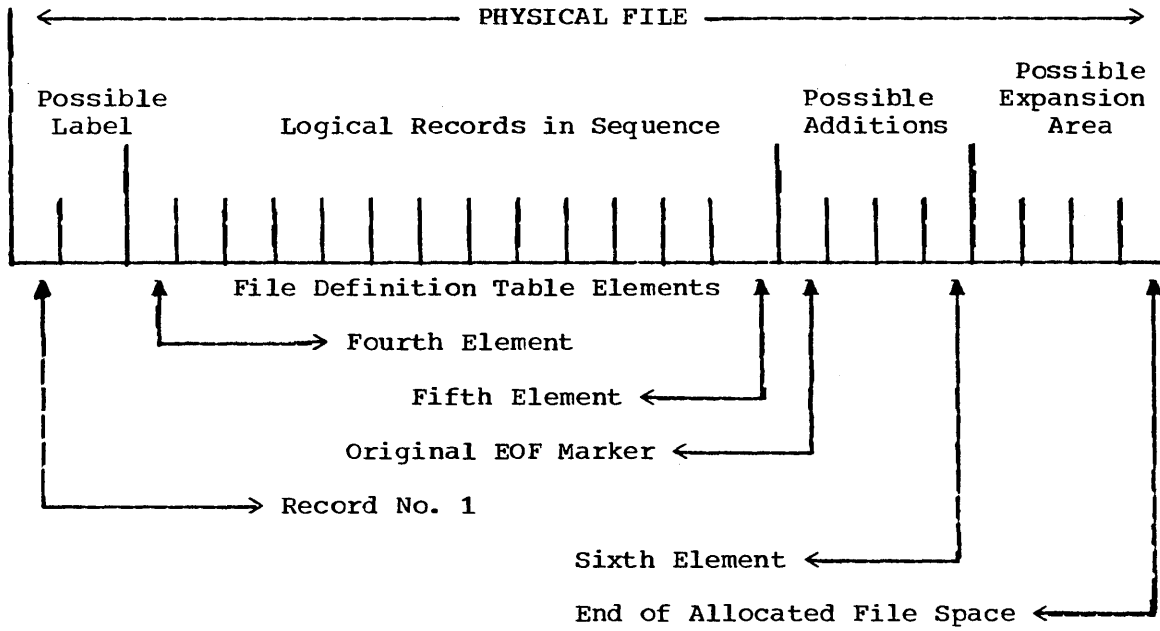 PHYSICAL FILE
Possible Label
Logical Records in Sequence
Possible Additions
Possible Expansion Area
File Definition Table Elements
Fourth Element
Fifth Element
Original EOF Marker
Record No. 1
Sixth Element
End of Allocated File Space